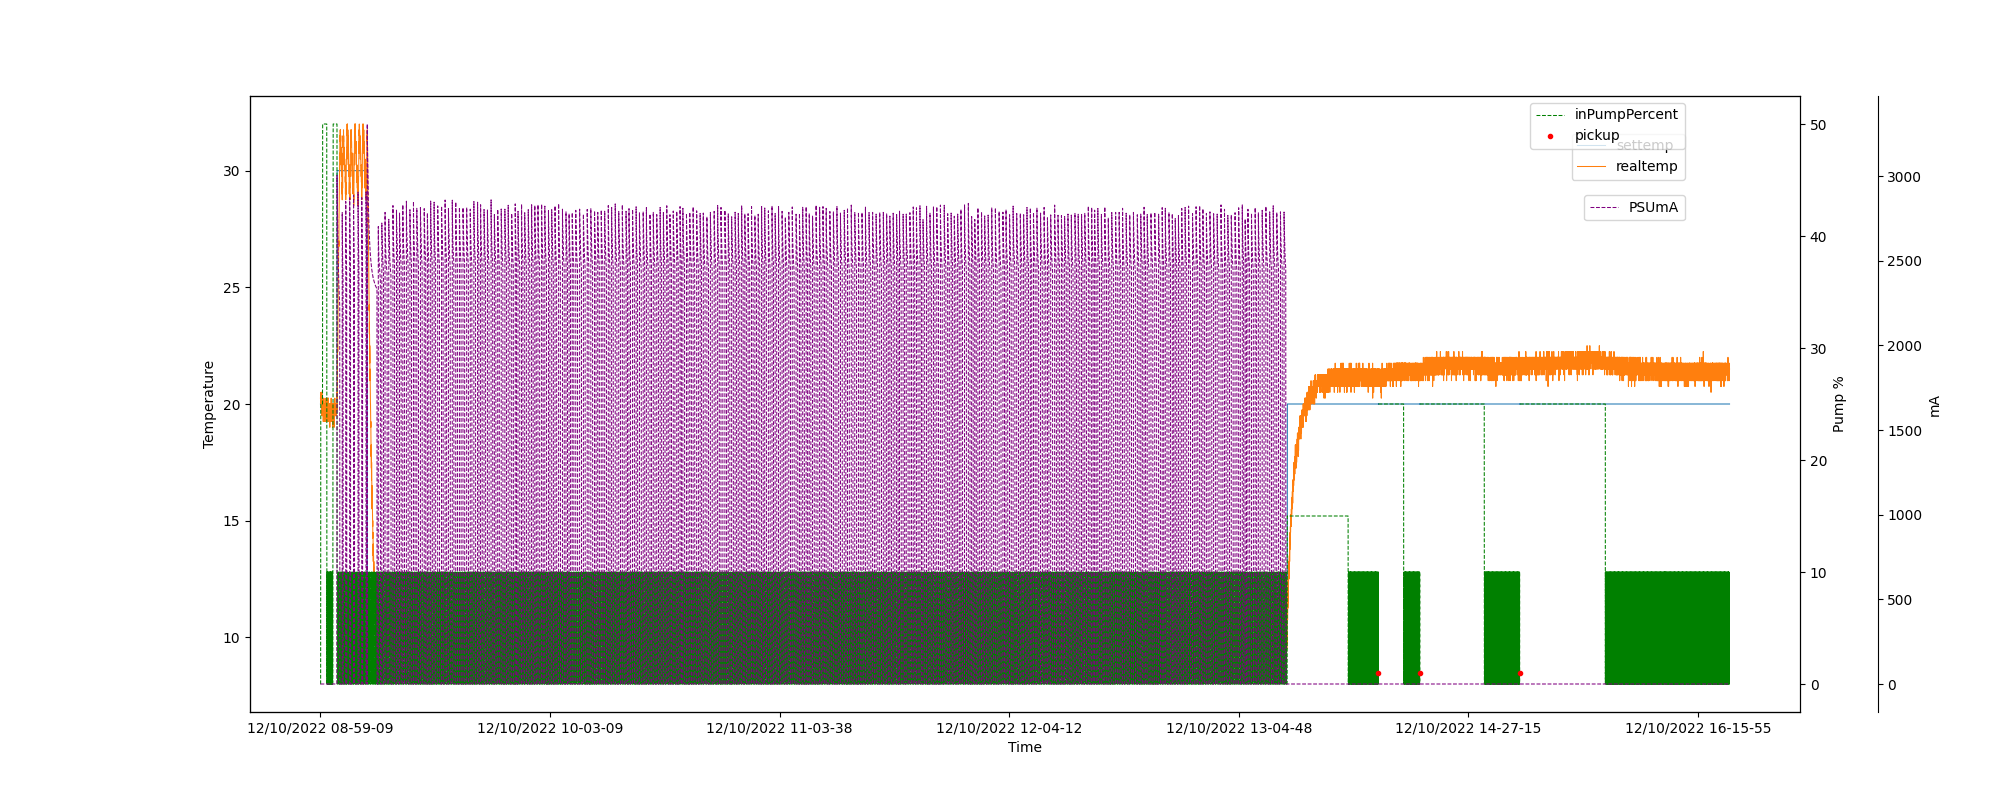 inPumpPercent
pickup
settemp
realtemp
PSUmA
30
25
20
15
10
Temperature
50
40
30
20
10
0
Pump %
3000
2500
2000
1500
1000
500
0
mA
12/10/2022 08-59-09
12/10/2022 10-03-09
12/10/2022 11-03-38
12/10/2022 12-04-12
12/10/2022 13-04-48
12/10/2022 14-27-15
12/10/2022 16-15-55
Time